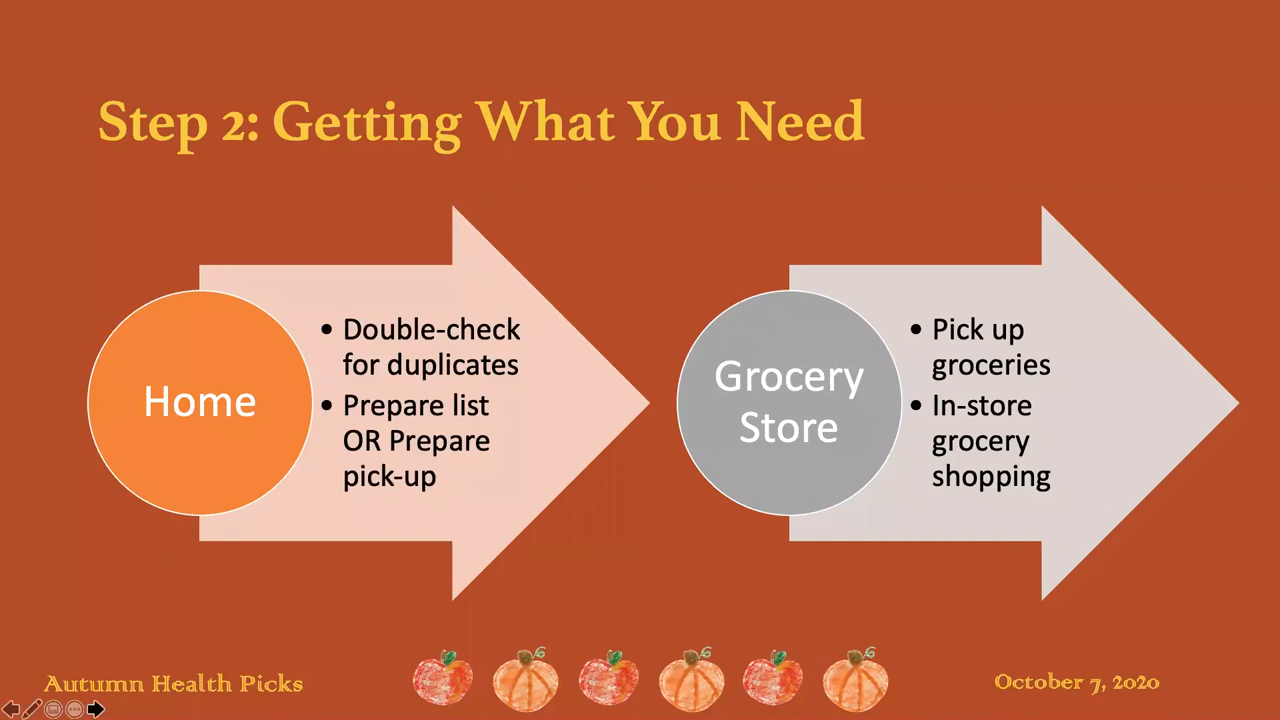 Step 2: Getting What You Need
Home
• Double-check
for duplicates
• Prepare list
OR Prepare
pick-up
Grocery
Store
• Pick up
groceries
• In-store
grocery
shopping
Autumn Health Picks
October 7, 2020